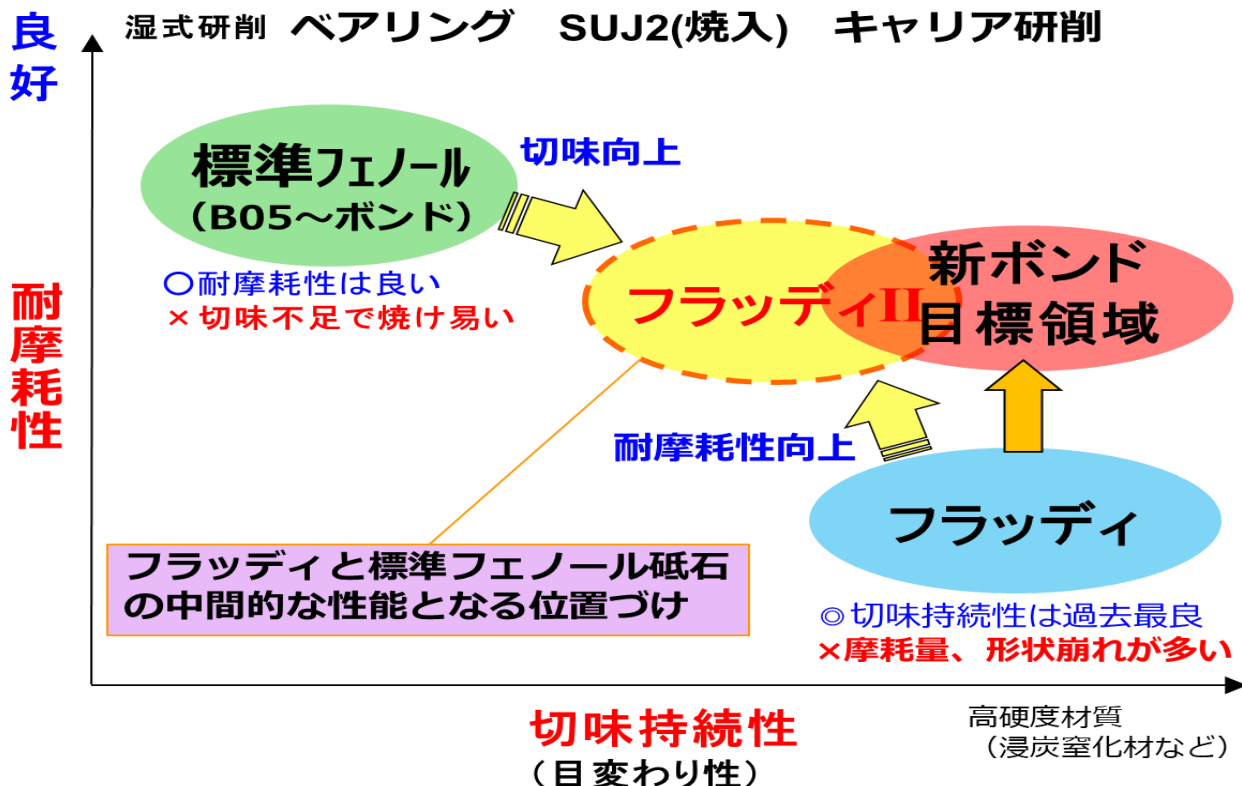 良好
湿式研削 ベアリング SUJ2(焼入) キャリア研削
標準フェノール
(B05～ボンド)
切味向上
〇耐摩耗性は良い
×切味不足で焼け易い
フラッディII
新ボンド
目標領域
耐摩耗性
耐摩耗性向上
フラッディ
フラッディと標準フェノール砥石
の中間的な性能となる位置づけ
◎切味持続性は過去最良
×摩耗量、形状崩れが多い
切味持続性
(目変わり性)
高硬度材質
(浸炭窒化材など)